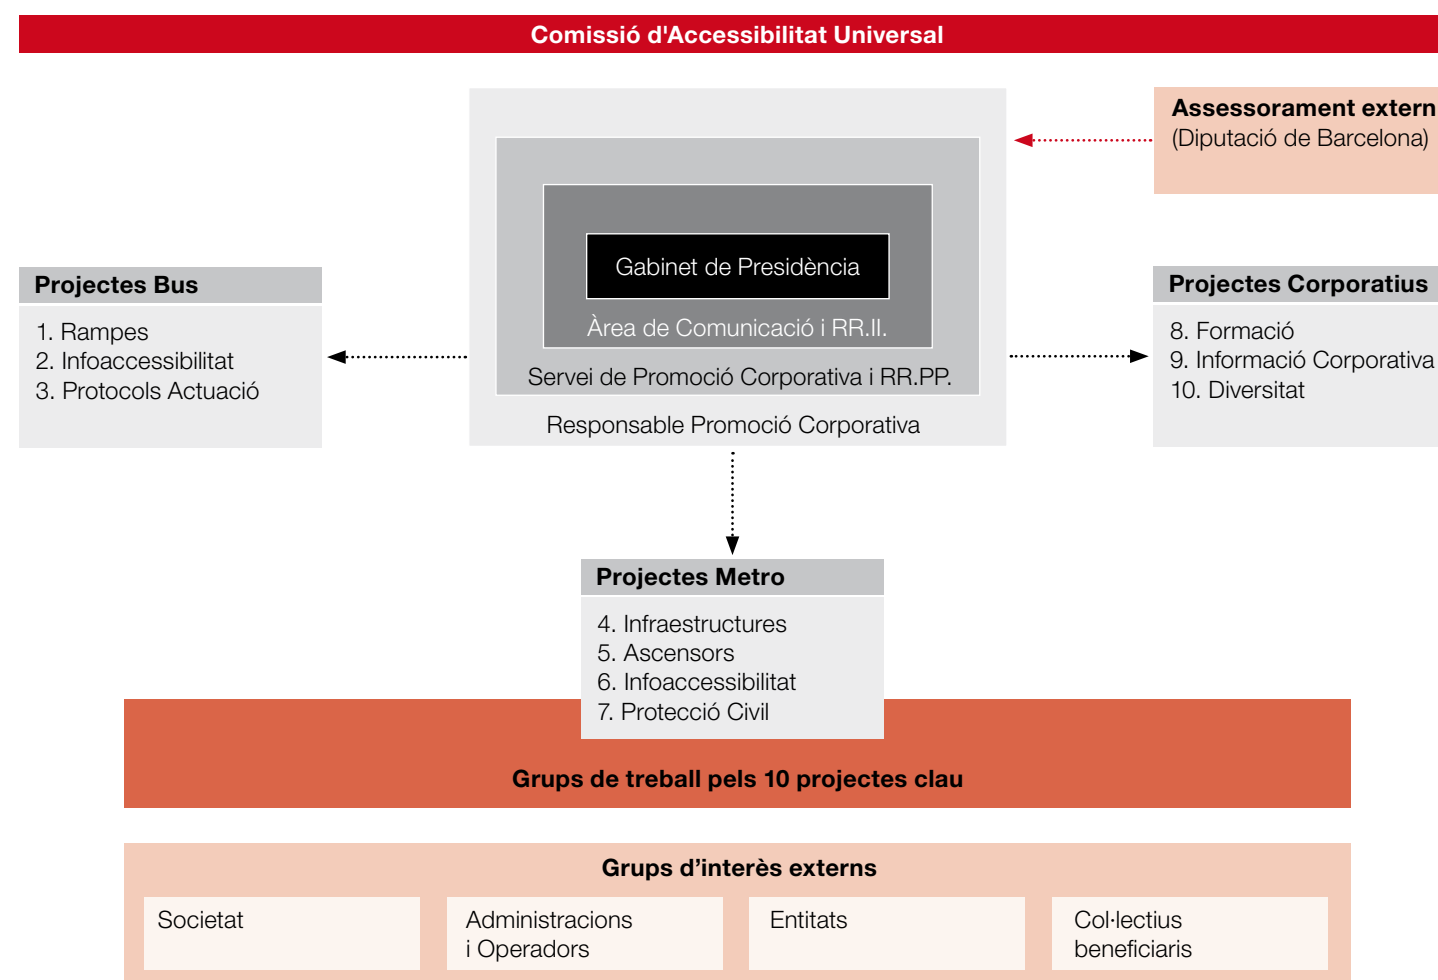 Comissió d'Accessibilitat Universal
Assessorament extern
(Diputació de Barcelona)
Gabinet de Presidència
Àrea de Comunicació i RR.II.
Servei de Promoció Corporativa i RR.PP.
Responsable Promoció Corporativa
Projectes Bus
1. Rampes
2. Infoaccessibilitat
3. Protocols Actuació
Projectes Corporatius
8. Formació
9. Informació Corporativa
10. Diversitat
Projectes Metro
4. Infraestructures
5. Ascensors
6. Infoaccessibilitat
7. Protecció Civil
Grups de treball pels 10 projectes clau
Grups d’interès externs
Societat
Administracions
i Operadors
Entitats
Col·lectius
beneficiaris